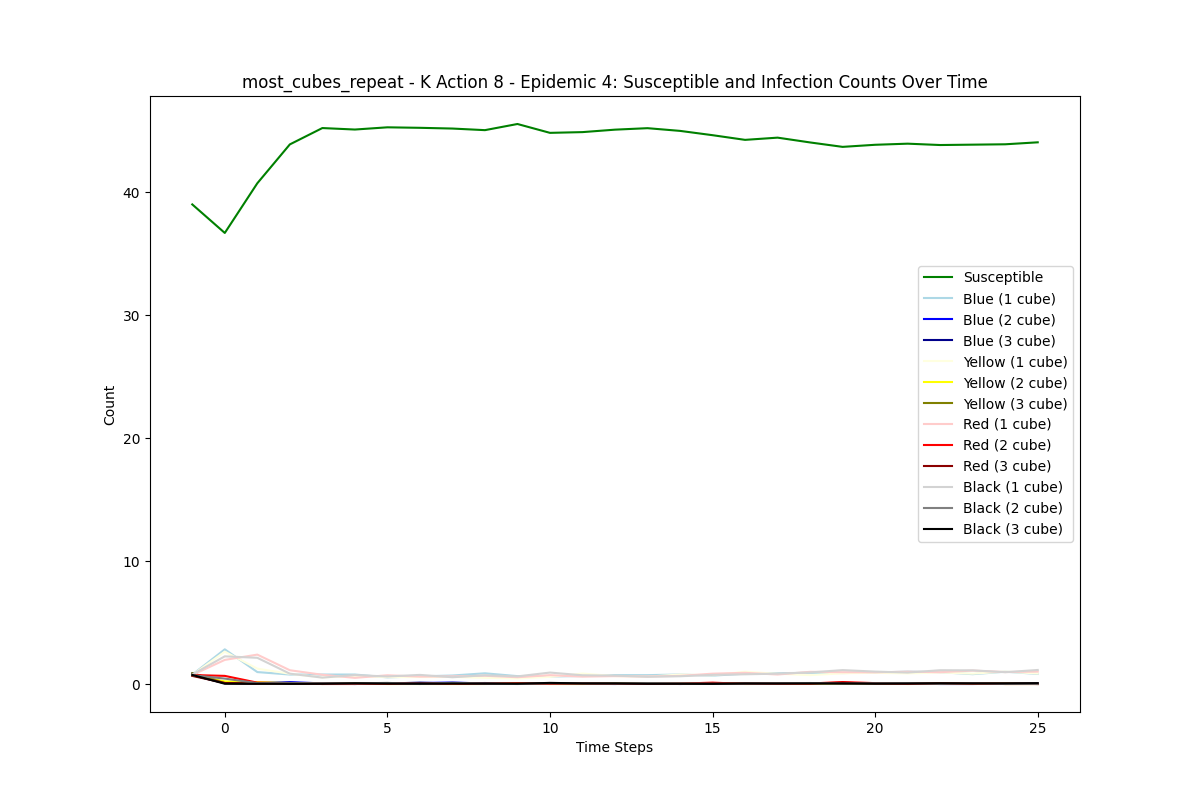 most_cubes_repeat - K Action 8 - Epidemic 4: Susceptible and Infection Counts Over Time
Count
40
30
20
10
0
Susceptible
Blue (1 cube)
Blue (2 cube)
Blue (3 cube)
Yellow (1 cube)
Yellow (2 cube)
Yellow (3 cube)
Red (1 cube)
Red (2 cube)
Red (3 cube)
Black (1 cube)
Black (2 cube)
Black (3 cube)
0 5 10 15 20 25
Time Steps